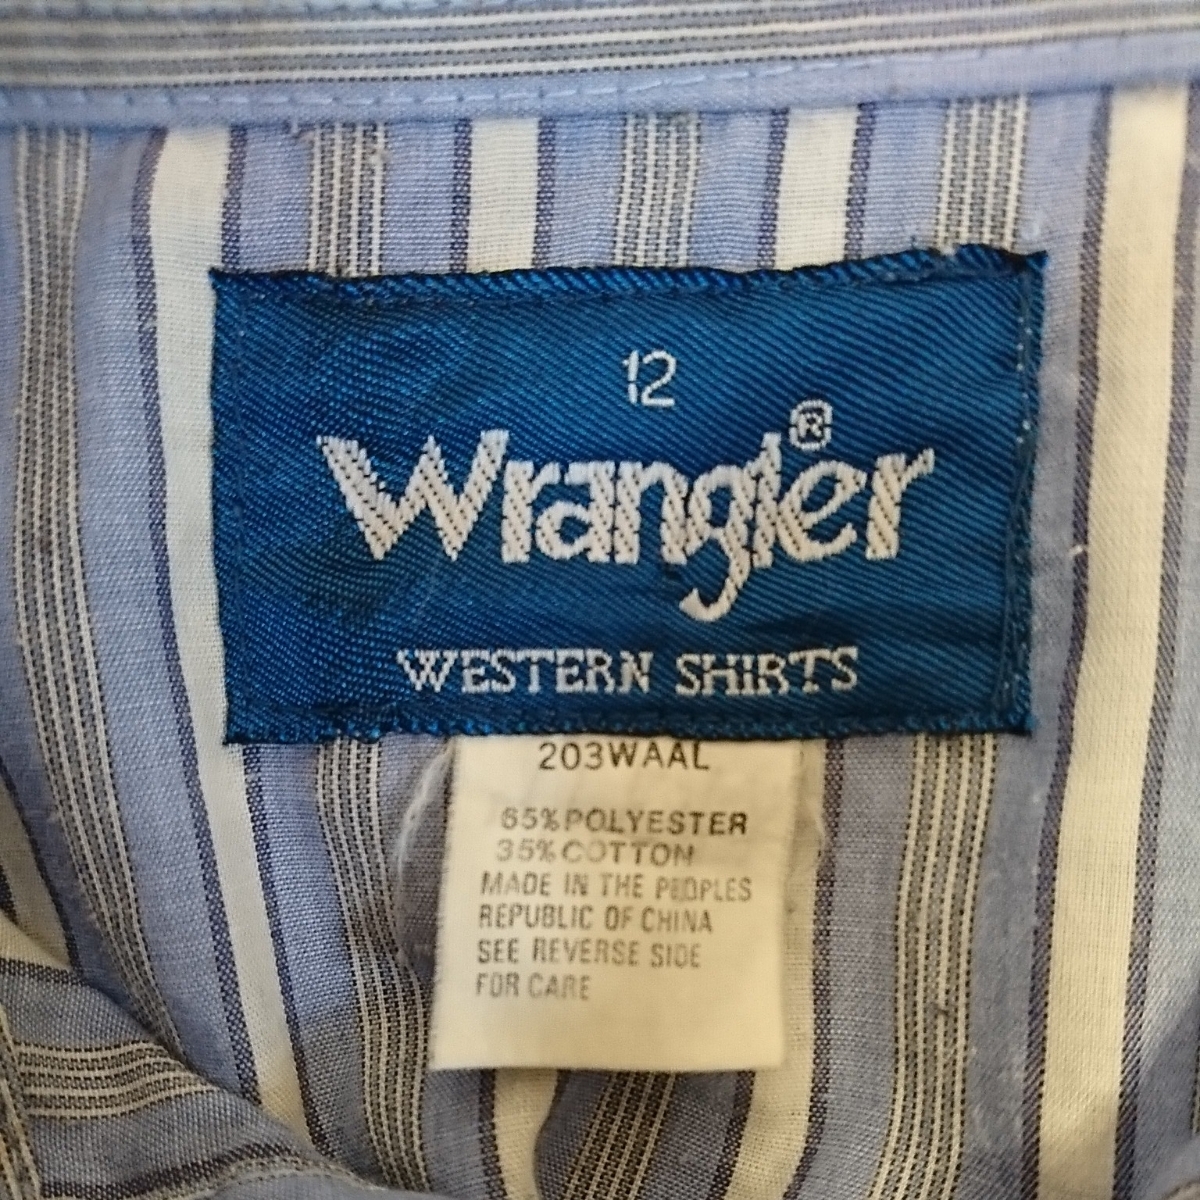 12
Wrangler®
WESTERN SHIRTS
203WAAL
65%POLYESTER
35%COTTON
MADE IN THE PEOPLES
REPUBLIC OF CHINA
SEE REVERSE SIDE
FOR CARE